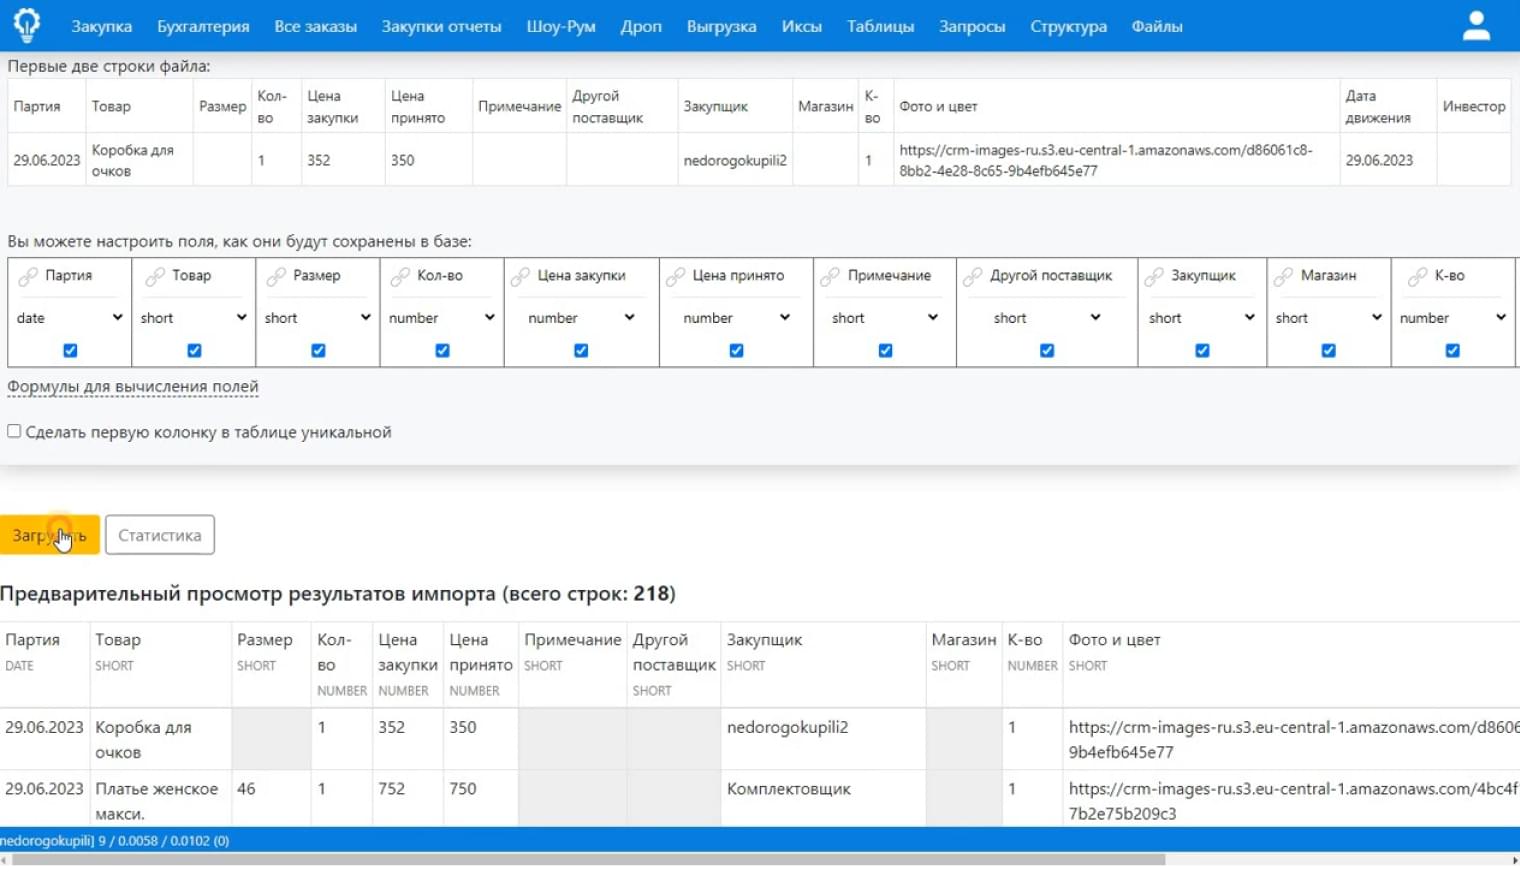 Закупка Бухгалтерия Все заказы Закупки отчеты Шоу-Рум Дроп Выгрузка Иксы Таблицы Запросы Структура Файлы
Первые две строки файла:
Партия Товар Размер Кол-во Цена закупки Цена принято Примечание Другой поставщик Закупщик Магазин К-во Фото и цвет Дата движения Инвестор
29.06.2023 Коробка для очков 1 352 350 nedorogokupili2 1 https://crm-images-ru.s3.eu-central-1.amazonaws.com/d86061c8-8bb2-4e28-8c65-9b4efb645e77 29.06.2023
Вы можете настроить поля, как они будут сохранены в базе:
Партия Товар Размер Кол-во Цена закупки Цена принято Примечание Другой поставщик Закупщик Магазин К-во
date short short number number number short short short short number
Формулы для вычисления полей
Сделать первую колонку в таблице уникальной
Статистика
Предварительный просмотр результатов импорта (всего строк: 218)
Партия Товар Размер Кол-во Цена закупки Цена принято Примечание Другой поставщик Закупщик Магазин К-во Фото и цвет
DATE SHORT SHORT NUMBER NUMBER NUMBER SHORT SHORT SHORT SHORT NUMBER SHORT
29.06.2023 Коробка для очков 1 352 350 nedorogokupili2 1 https://crm-images-ru.s3.eu-central-1.amazonaws.com/d8606
9b4efb645e77
29.06.2023 Платье женское макси. 46 1 752 750 Комплектовщик 1 https://crm-images-ru.s3.eu-central-1.amazonaws.com/4bc4f
7b2e75b209c3
nedorogokupili] 9 / 0.0058 / 0.0102 (0)